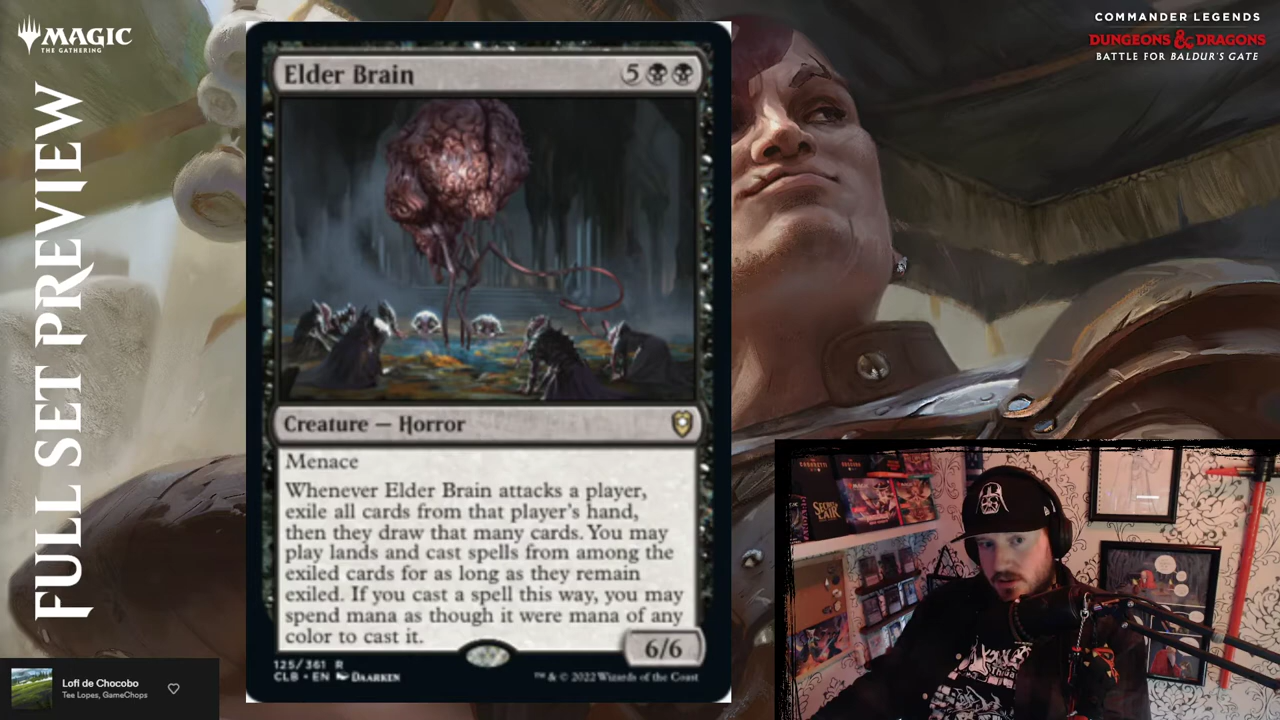 MAGIC
THE GATHERING
FULL SET PREVIEW
COMMANDER LEGENDS
DUNGEONS & DRAGONS
BATTLE FOR BALDUR'S GATE
Elder Brain
5
Creature — Horror
Menace
Whenever Elder Brain attacks a player,
exile all cards from that player's hand,
then they draw that many cards. You may
play lands and cast spells from among the
exiled cards for as long as they remain
exiled. If you cast a spell this way, you may
spend mana as though it were mana of any
color to cast it.
6/6
125/361 R
CLB • EN DAARKEN
™ & © 2022 Wizards of the Coast
SECRET
LAIR
Lofi de Chocobo
Tee Lopes, GameChops